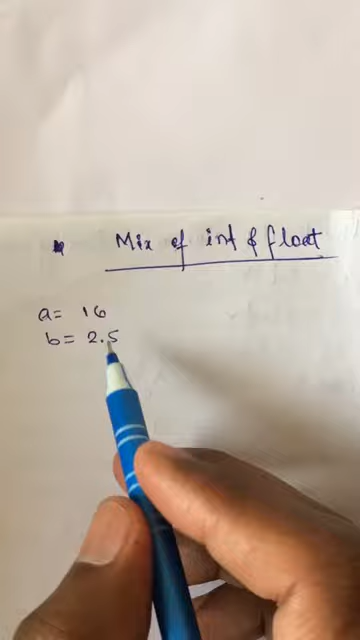 Mix of int & float
a= 16
b= 2.5